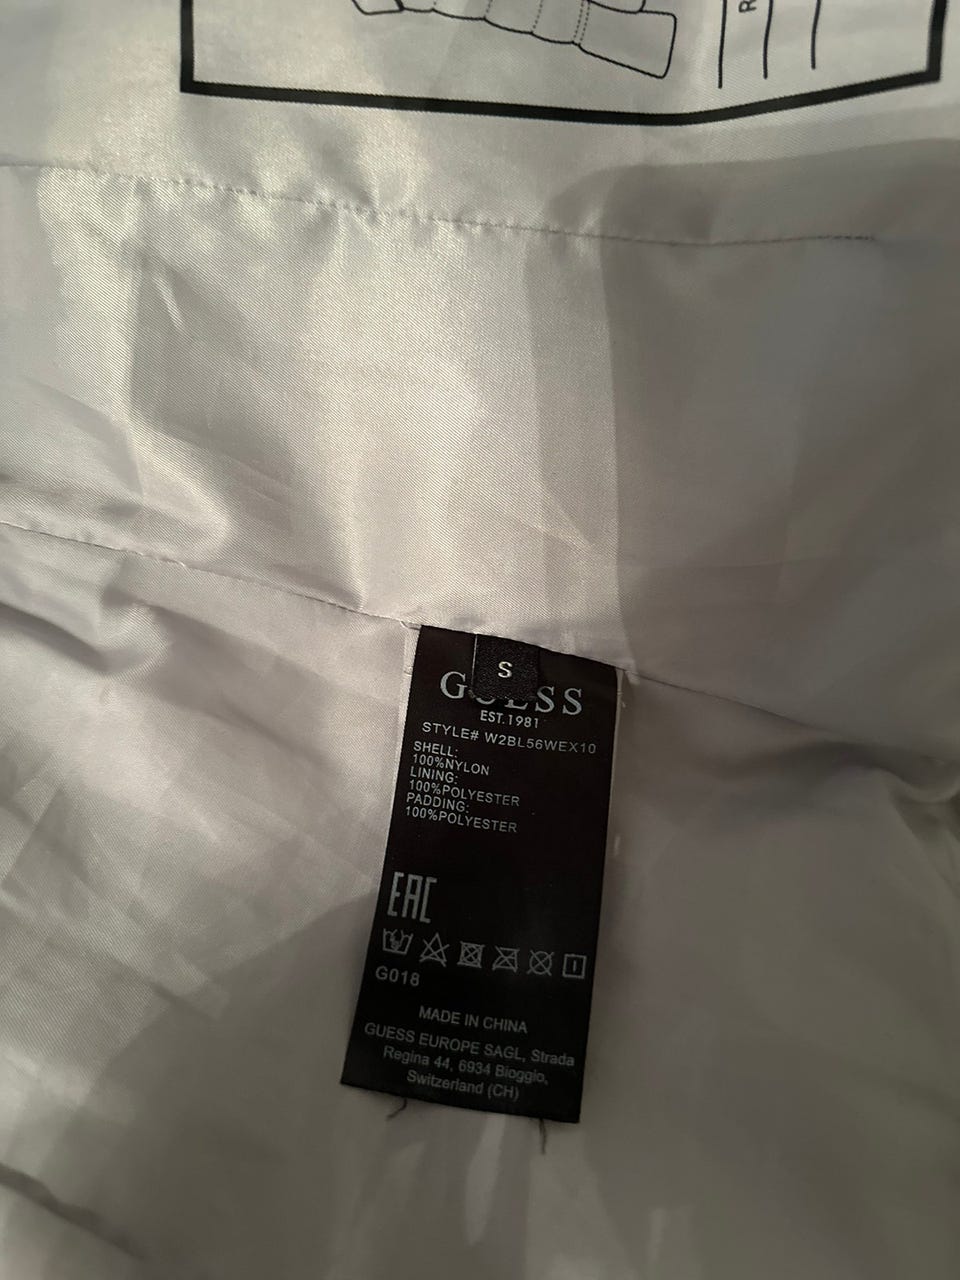 R
S
GUESS
EST.1981
STYLE# W2BL56WEX10
SHELL:
100%NYLON
LINING:
100%POLYESTER
PADDING:
100%POLYESTER
EAC
G018
MADE IN CHINA
GUESS EUROPE SAGL, Strada
Regina 44, 6934 Bioggio,
Switzerland (CH)